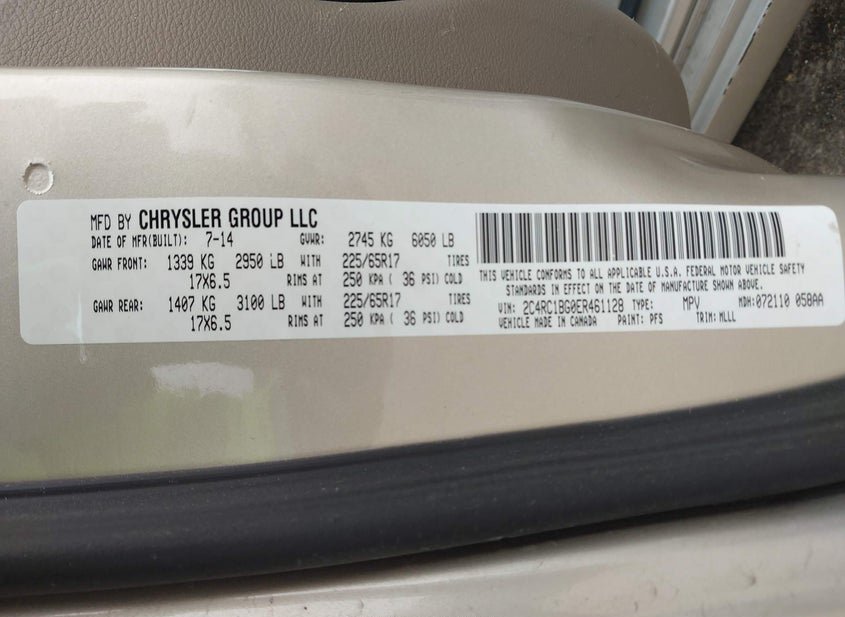 MFD BY CHRYSLER GROUP LLC
DATE OF MFR(BUILT): 7-14 GVWR: 2745 KG 6050 LB
GAWR FRONT: 1339 KG 2950 LB WITH 225/65R17 TIRES
17X6.5 RIMS AT 250 KPA ( 36 PSI) COLD
GAWR REAR: 1407 KG 3100 LB WITH 225/65R17 TIRES
17X6.5 RIMS AT 250 KPA ( 36 PSI) COLD
THIS VEHICLE CONFORMS TO ALL APPLICABLE U.S.A. FEDERAL MOTOR VEHICLE SAFETY
STANDARDS IN EFFECT ON THE DATE OF MANUFACTURE SHOWN ABOVE.
VIN: 2C4RC1BG0ER461128 TYPE: MPV MDH:072110 058AA
VEHICLE MADE IN CANADA PAINT: PFS TRIM: MLLL